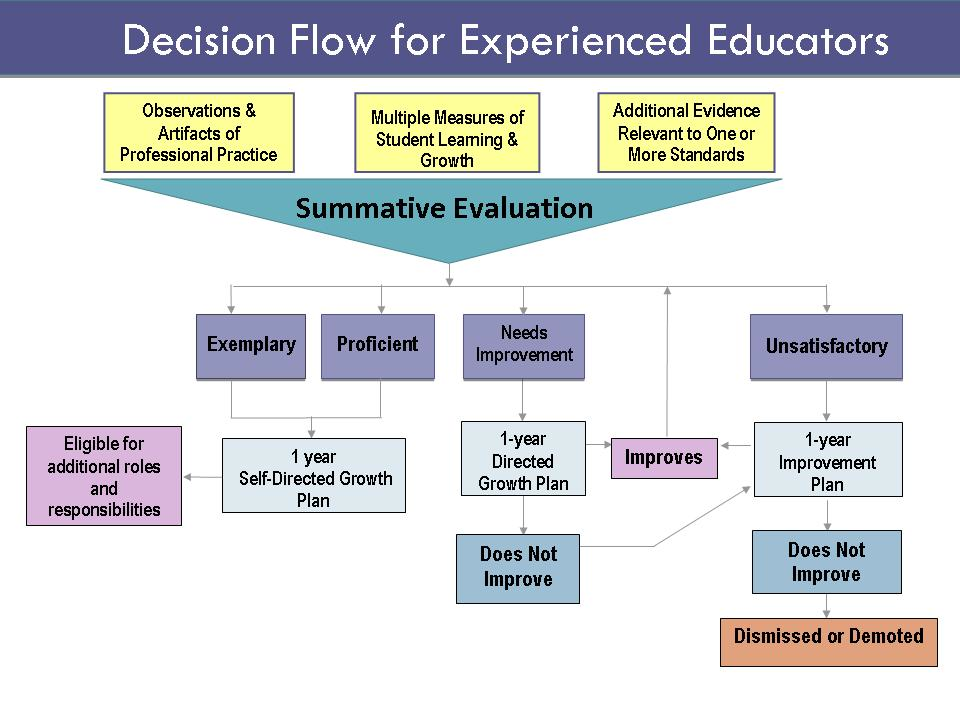 Decision Flow for Experienced Educators
Observations &
Artifacts of
Professional Practice
Multiple Measures of
Student Learning &
Growth
Additional Evidence
Relevant to One or
More Standards
Summative Evaluation
Exemplary
Proficient
Needs
Improvement
Unsatisfactory
Eligible for
additional roles
and
responsibilities
1 year
Self-Directed Growth
Plan
1-year
Directed
Growth Plan
Improves
1-year
Improvement
Plan
Does Not
Improve
Does Not
Improve
Dismissed or Demoted